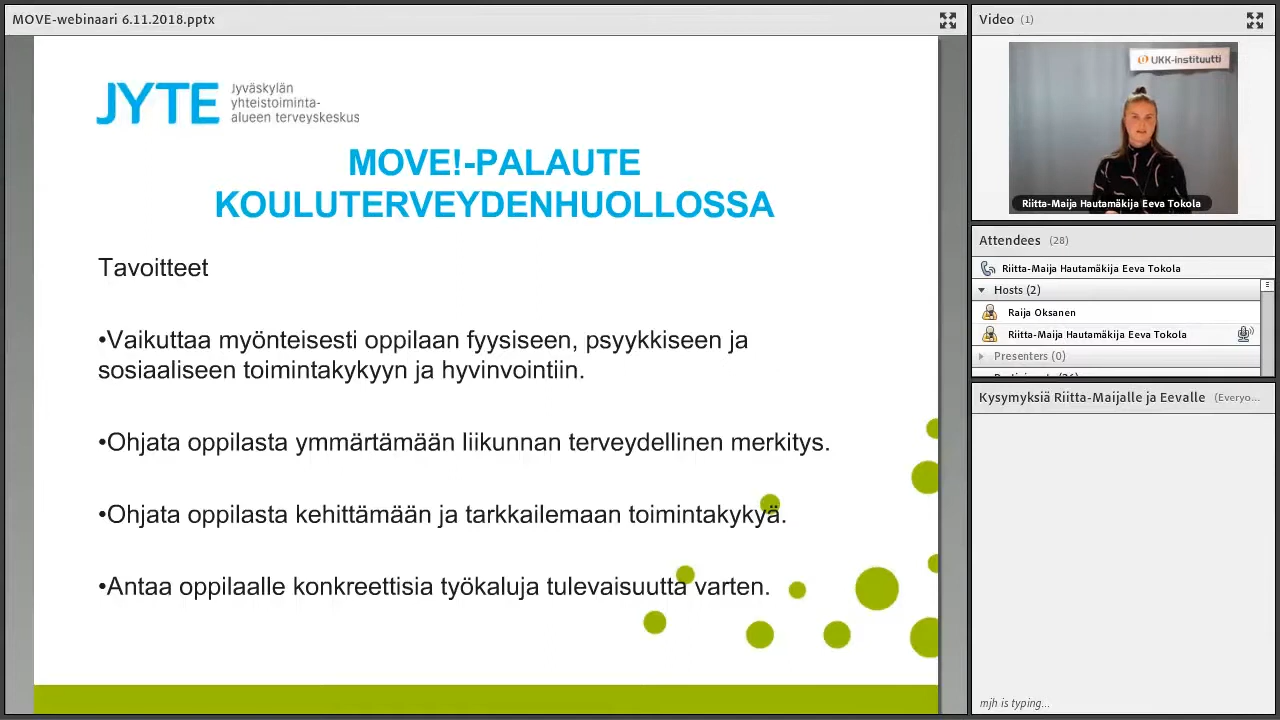 MOVE-webinaari 6.11.2018.pptx
JYTE
Jyväskylän
yhteistoiminta-
alueen terveyskeskus
MOVE!-PALAUTE
KOULUTERVEYDENHUOLLOSSA
Tavoitteet
•Vaikuttaa myönteisesti oppilaan fyysiseen, psyykkiseen ja
sosiaaliseen toimintakykyyn ja hyvinvointiin.
•Ohjata oppilasta ymmärtämään liikunnan terveydellinen merkitys.
•Ohjata oppilasta kehittämään ja tarkkailemaan toimintakykyä.
•Antaa oppilaalle konkreettisia työkaluja tulevaisuutta varten.
Video (1)
UKK-instituutti
Riitta-Maija Hautamäkija Eeva Tokola
Attendees (28)
Riitta-Maija Hautamäkija Eeva Tokola
Hosts (2)
Raija Oksanen
Riitta-Maija Hautamäkija Eeva Tokola
Presenters (0)
Kysymyksiä Riitta-Maijalle ja Eevalle (Everyo...
mjh is typing...